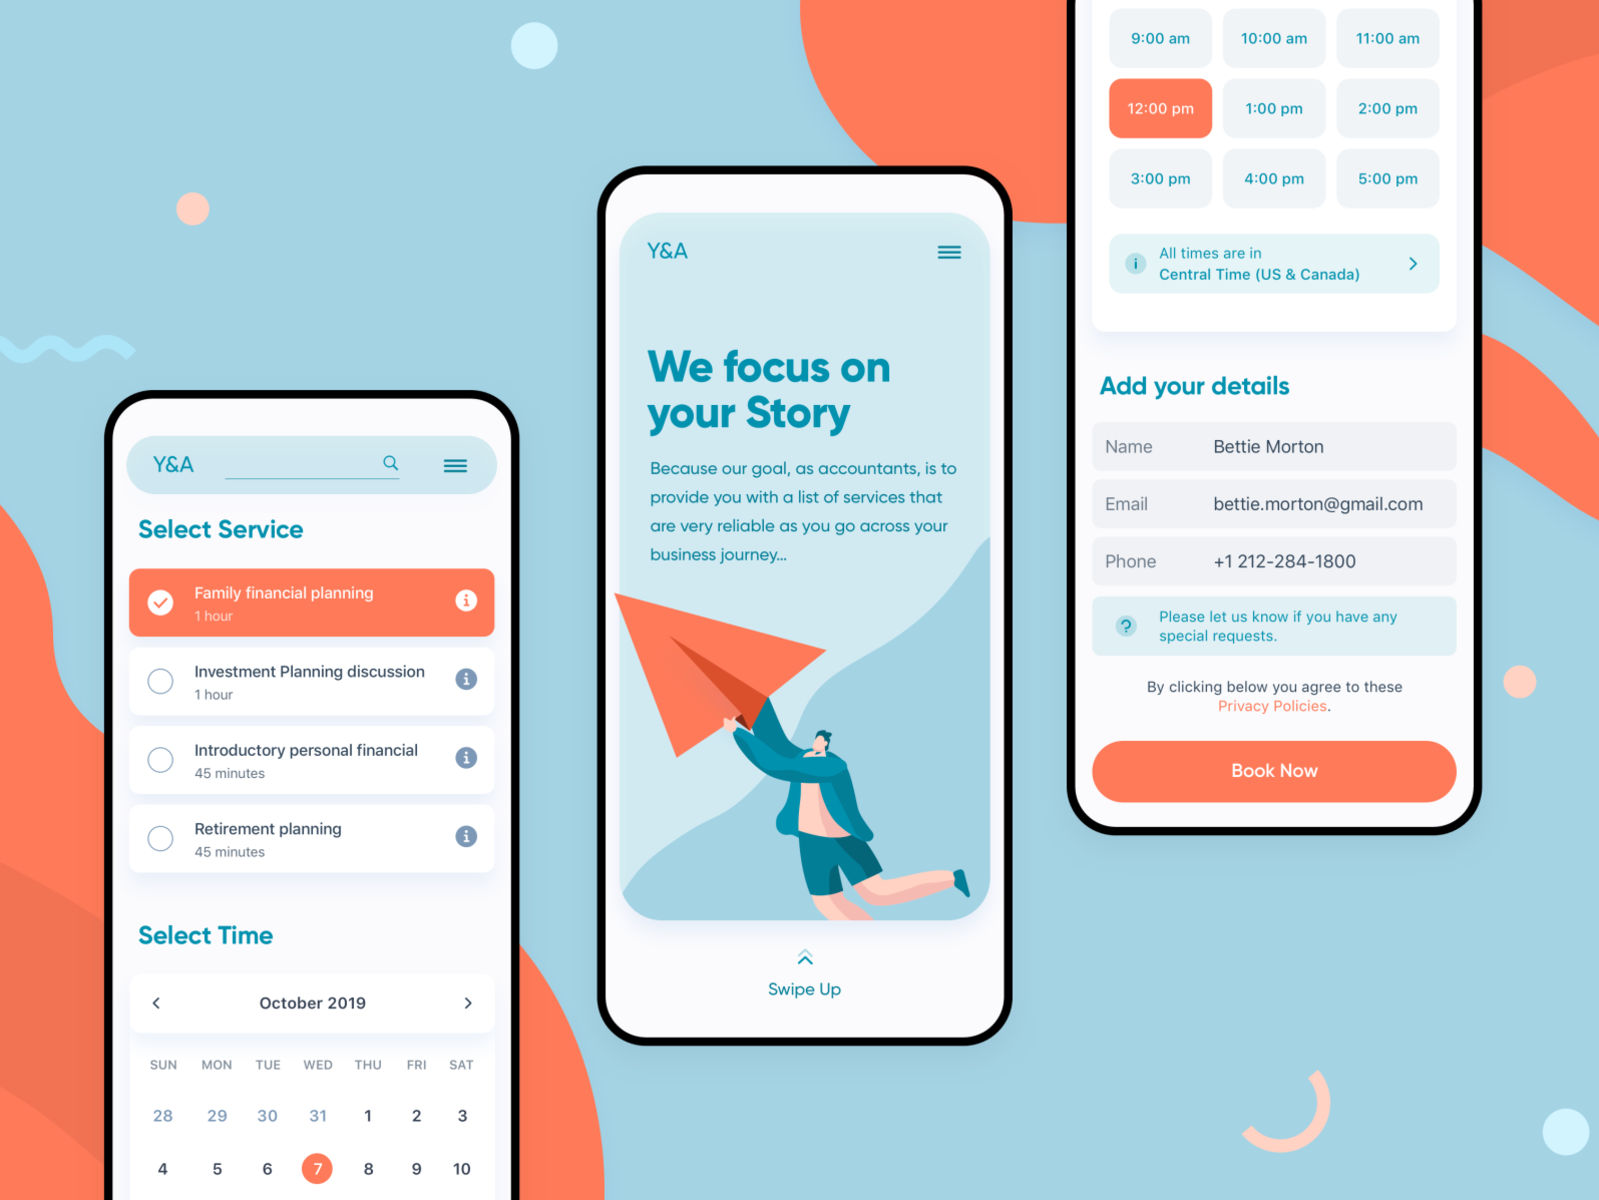 Y&A
Select Service
Family financial planning
1 hour
Investment Planning discussion
1 hour
Introductory personal financial
45 minutes
Retirement planning
45 minutes
Select Time
October 2019
SUN MON TUE WED THU FRI SAT
28 29 30 31 1 2 3
4 5 6 7 8 9 10
Y&A
We focus on
your Story
Because our goal, as accountants, is to
provide you with a list of services that
are very reliable as you go across your
business journey...
Swipe Up
9:00 am 10:00 am 11:00 am
12:00 pm 1:00 pm 2:00 pm
3:00 pm 4:00 pm 5:00 pm
All times are in
Central Time (US & Canada)
Add your details
Name Bettie Morton
Email bettie.morton@gmail.com
Phone +1 212-284-1800
Please let us know if you have any
special requests.
By clicking below you agree to these
Privacy Policies.
Book Now